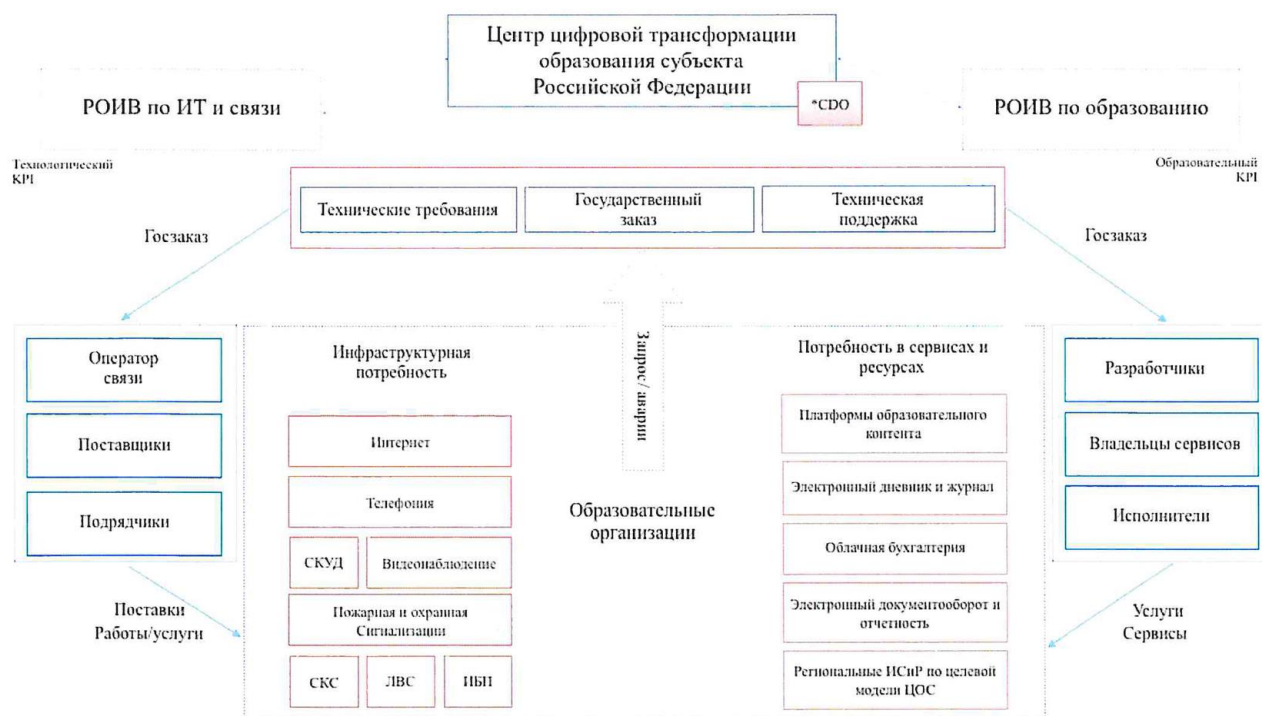 Центр цифровой трансформации
образования субъекта
Российской Федерации
*CDO
РОИВ по ИТ и связи
РОИВ по образованию
Технологический
KPI
Образовательный
KPI
Технические требования
Государственный
заказ
Техническая
поддержка
Госзаказ
Госзаказ
Оператор
связи
Поставщики
Подрядчики
Поставки
Работы/услуги
Инфраструктурная
потребность
Интернет
Телефония
СКУД
Видеонаблюдение
Пожарная и охранная
Сигнализации
СКС
ЛВС
ИБП
Запрос/ аварии
Образовательные
организации
Потребность в сервисах и
ресурсах
Платформы образовательного
контента
Электронный дневник и журнал
Облачная бухгалтерия
Электронный документооборот и
отчетность
Региональные ИСиР по целевой
модели ЦОС
Разработчики
Владельцы сервисов
Исполнители
Услуги
Сервисы